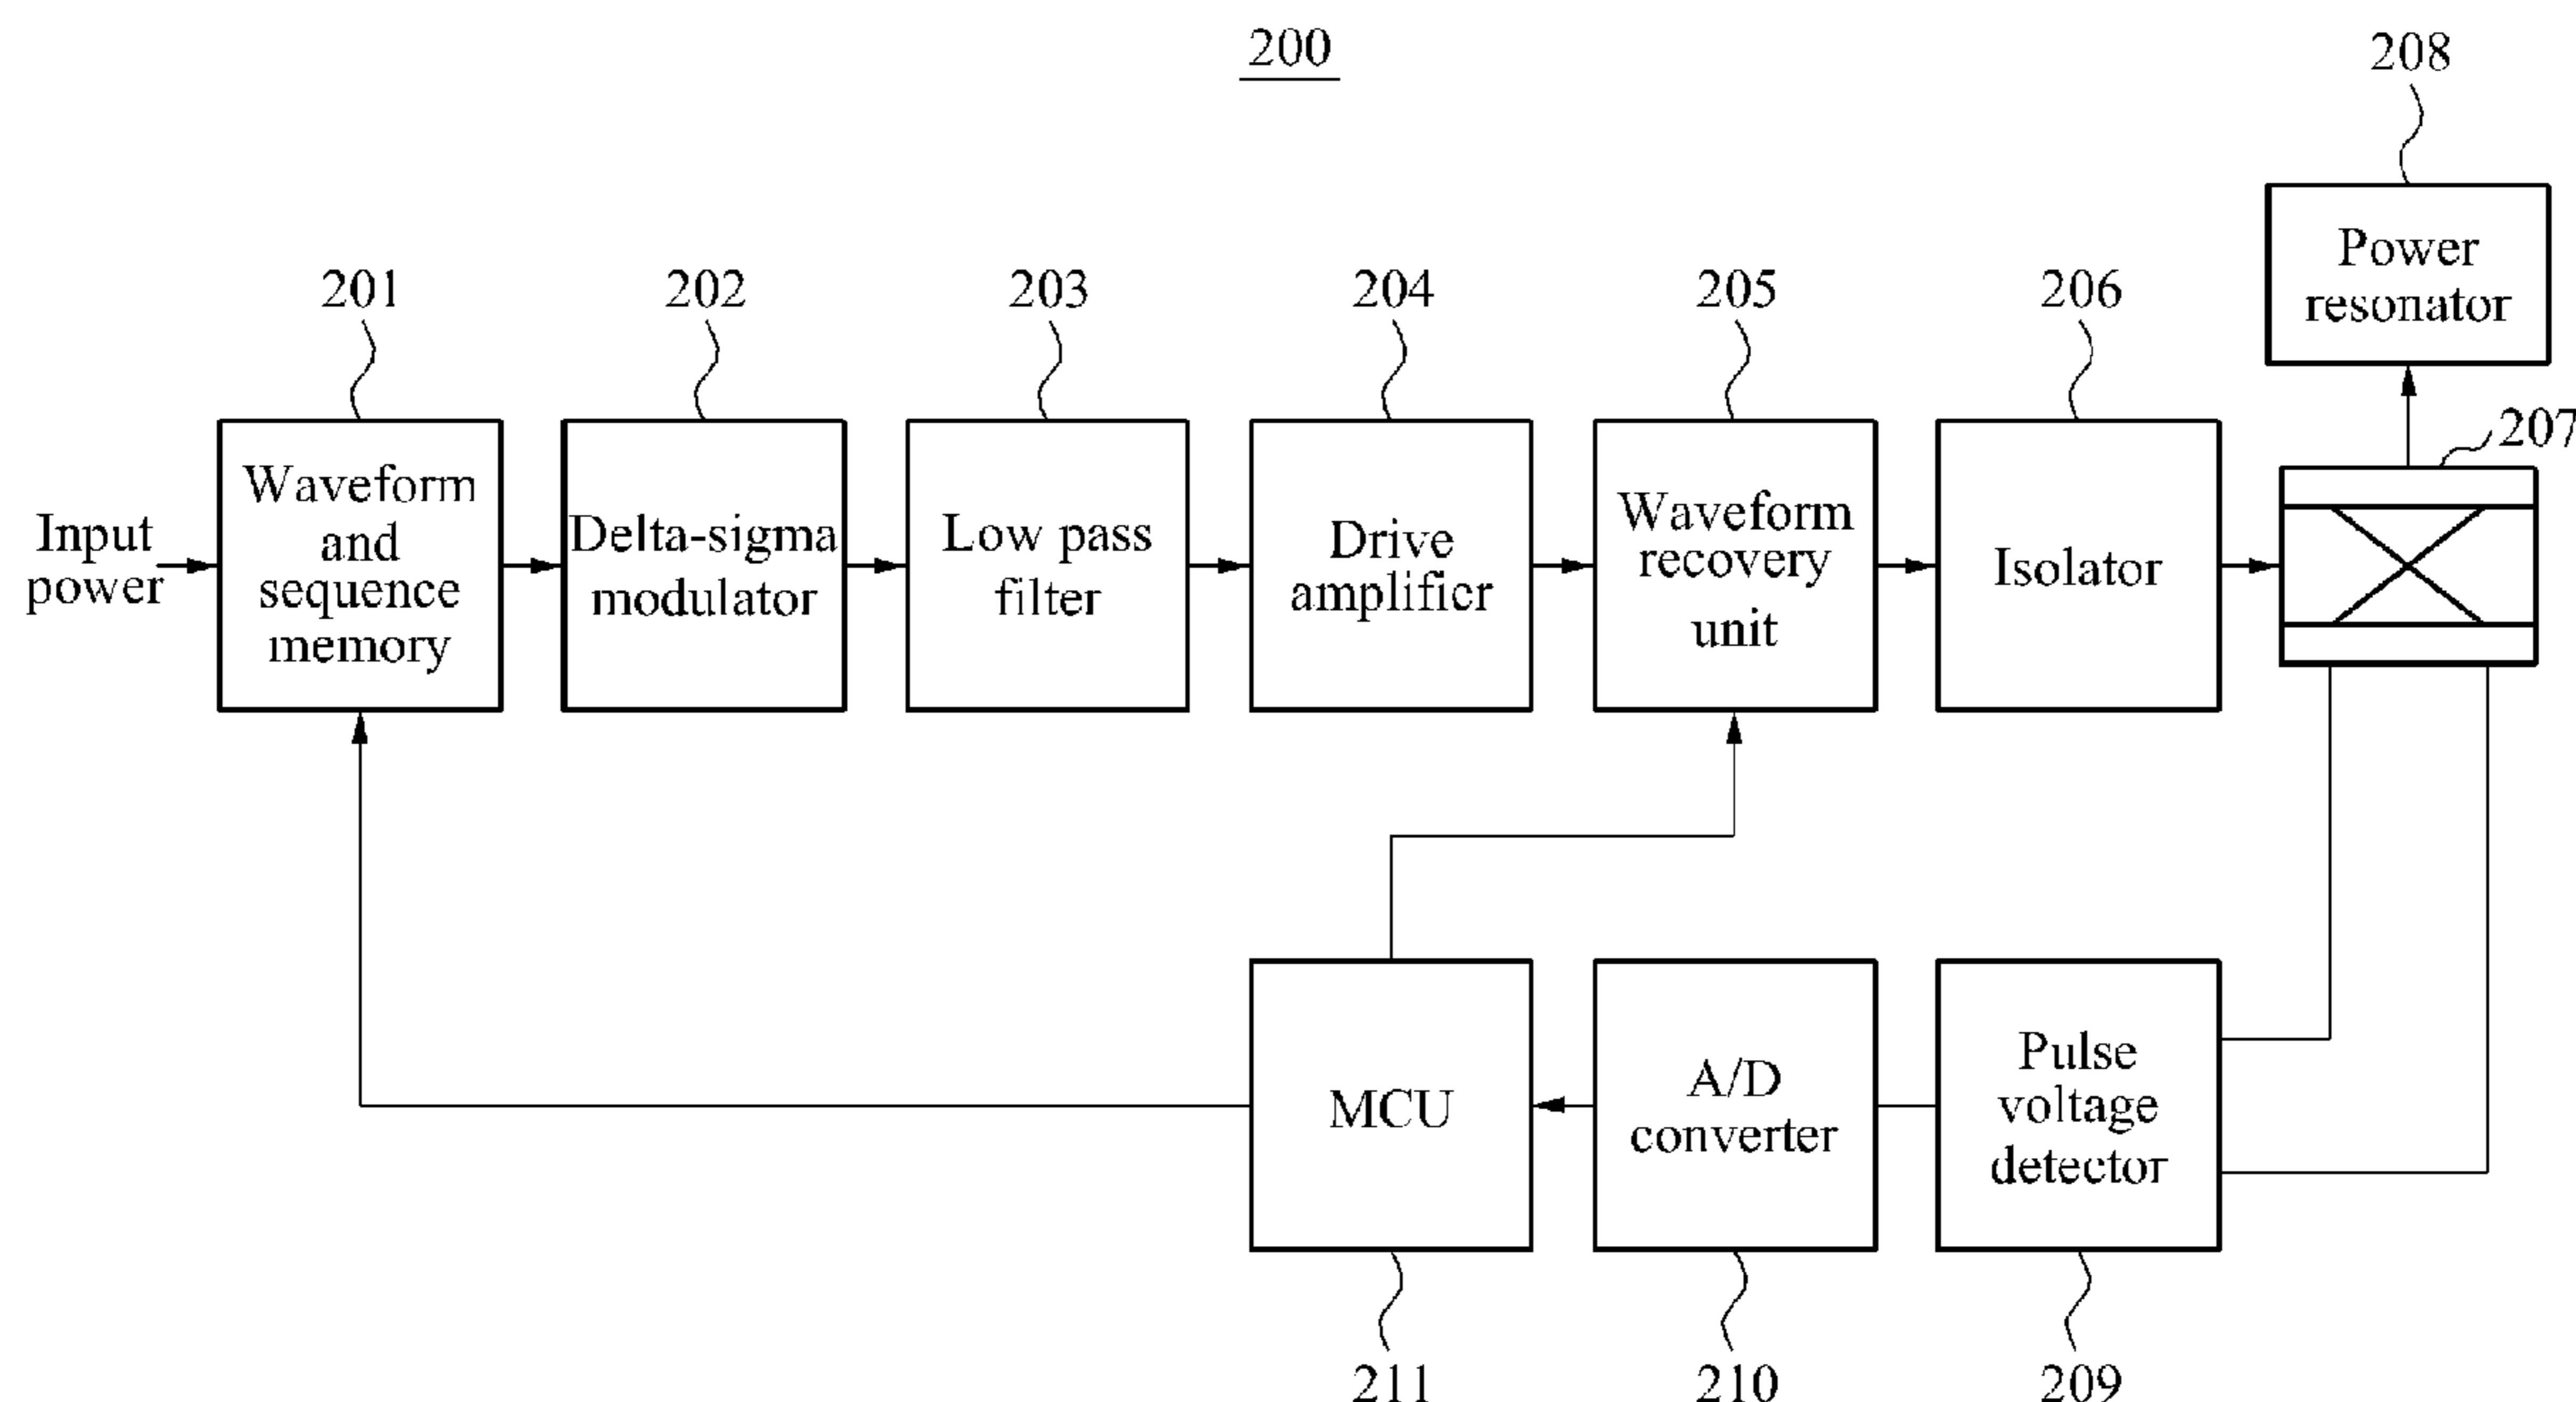 200
208
Power
resonator
201
202
203
204
205
206
207
Input
power
Waveform
and
sequence
memory
Delta-sigma
modulator
Low pass
filter
Drive
amplifier
Waveform
recovery
unit
Isolator
MCU
A/D
converter
Pulse
voltage
detector
211
210
209